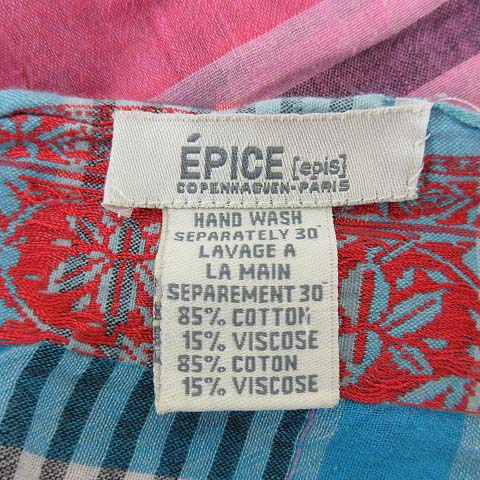 ÉPICE [epis]
COPENHAGUEN-PARIS
HAND WASH
SEPARATELY 30°
LAVAGE A
LA MAIN
SEPAREMENT 30°
85% COTTON
15% VISCOSE
85% COTON
15% VISCOSE